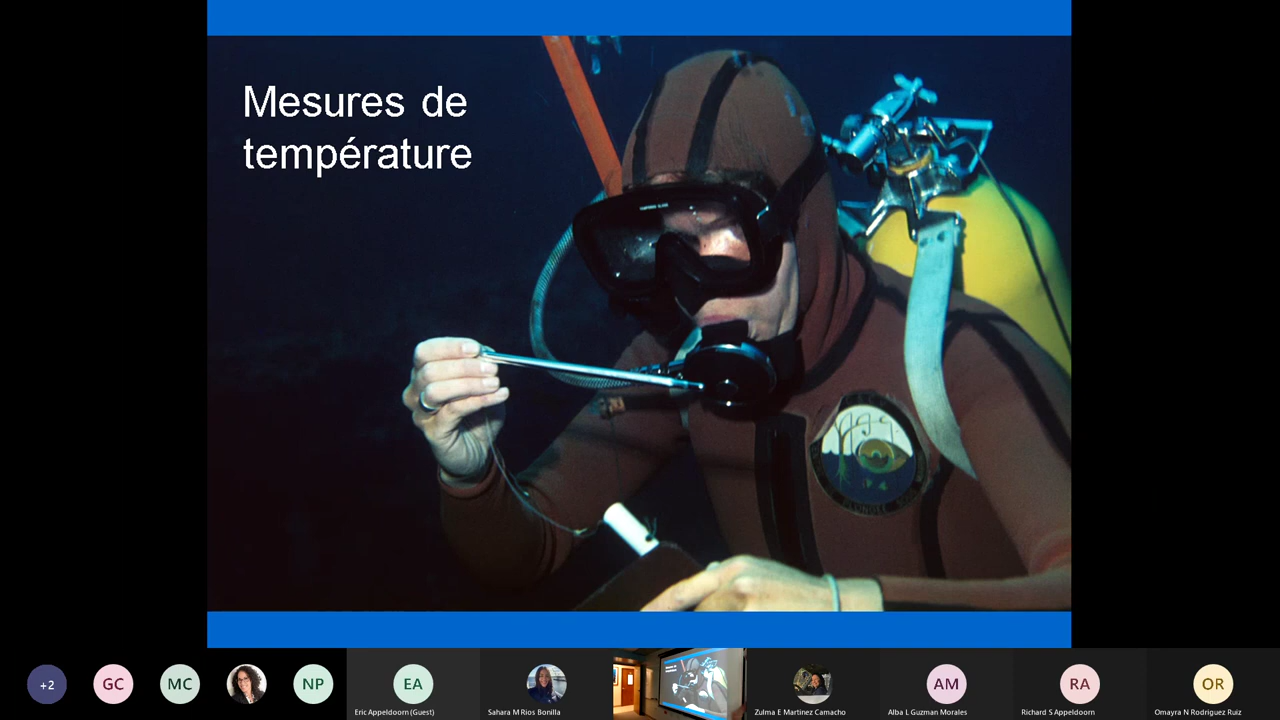 Mesures de
température
+2
GC
MC
NP
EA
AM
RA
OR
Eric Appeldoorn (Guest)
Sahara M Rios Bonilla
Zulma E Martinez Camacho
Alba L Guzman Morales
Richard S Appeldoorn
Omayra N Rodriguez Ruiz